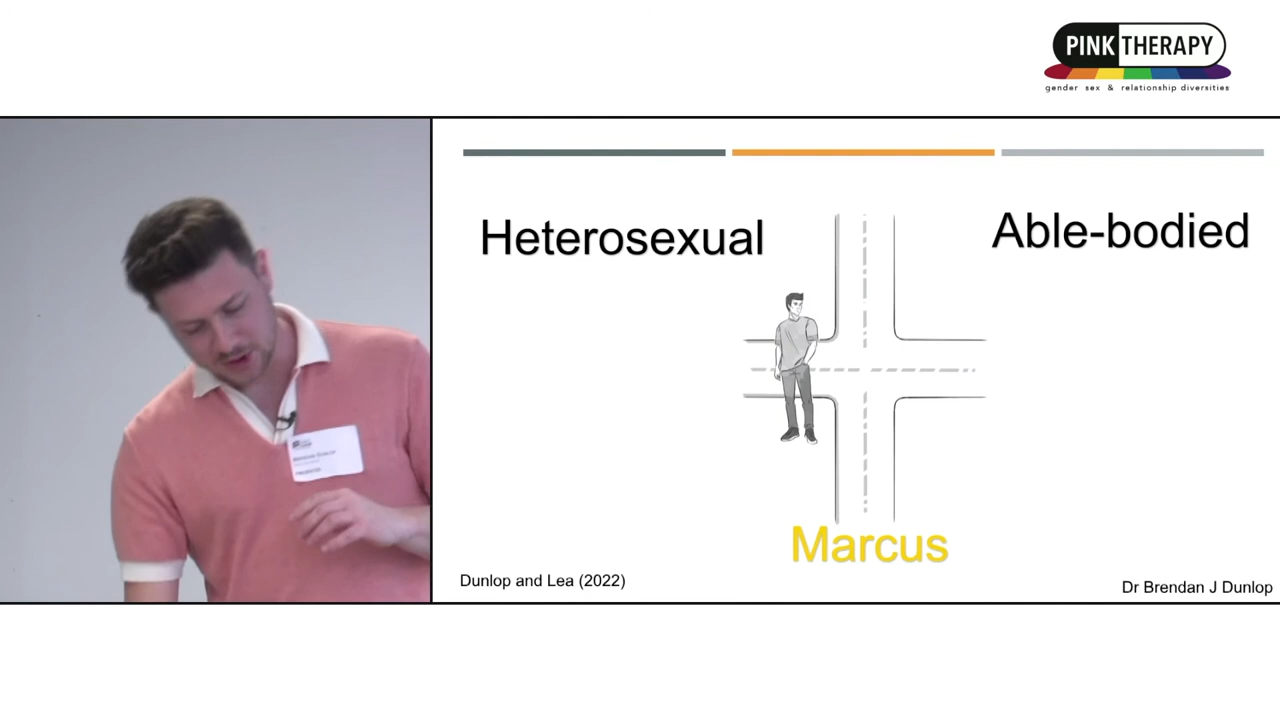 PINK THERAPY
gender sex & relationship diversities
Heterosexual
Able-bodied
Marcus
Dunlop and Lea (2022)
Dr Brendan J Dunlop